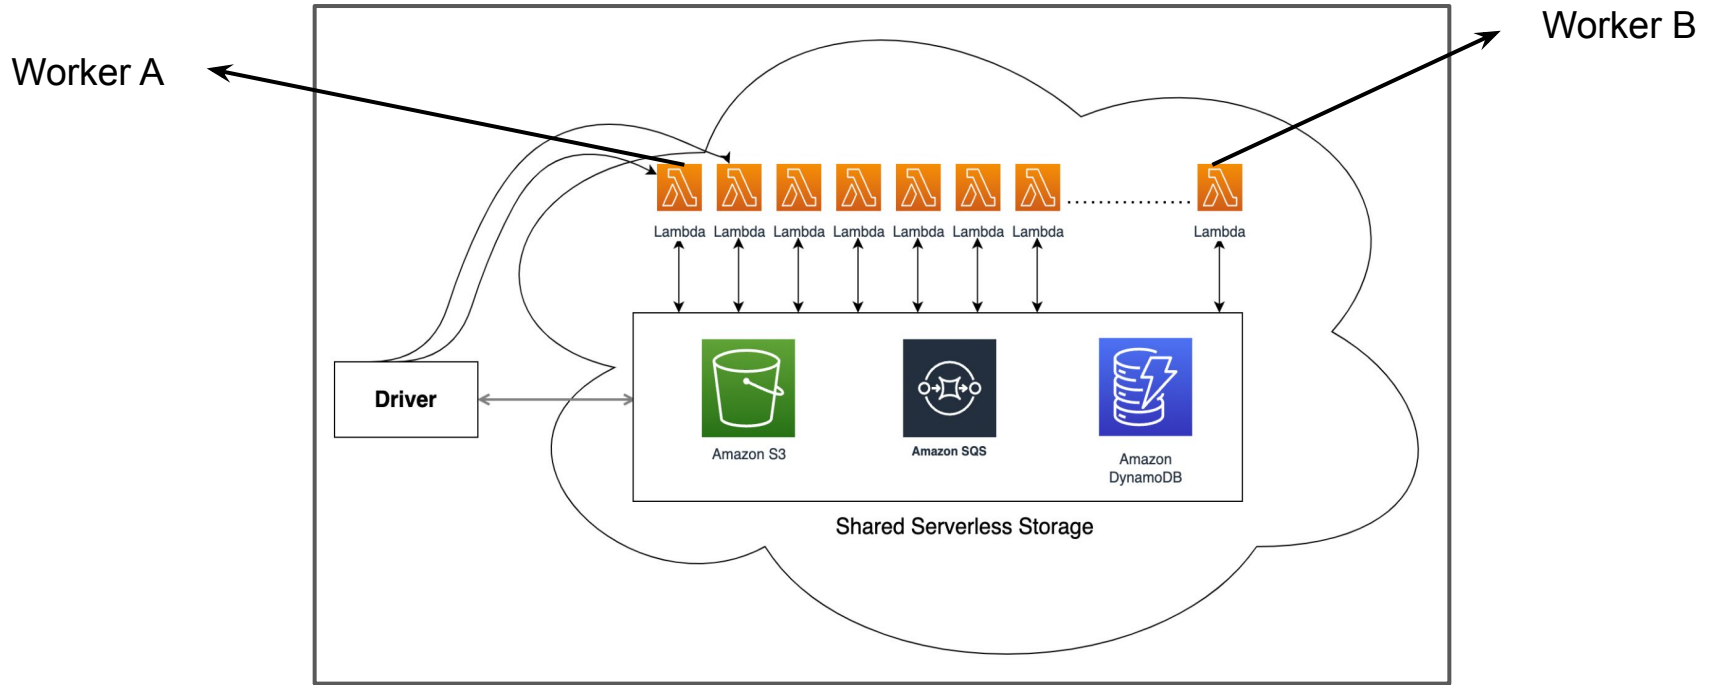 Worker B
Worker A
Lambda Lambda Lambda Lambda Lambda Lambda Lambda Lambda
Driver
Amazon S3
Amazon SQS
Amazon
DynamoDB
Shared Serverless Storage